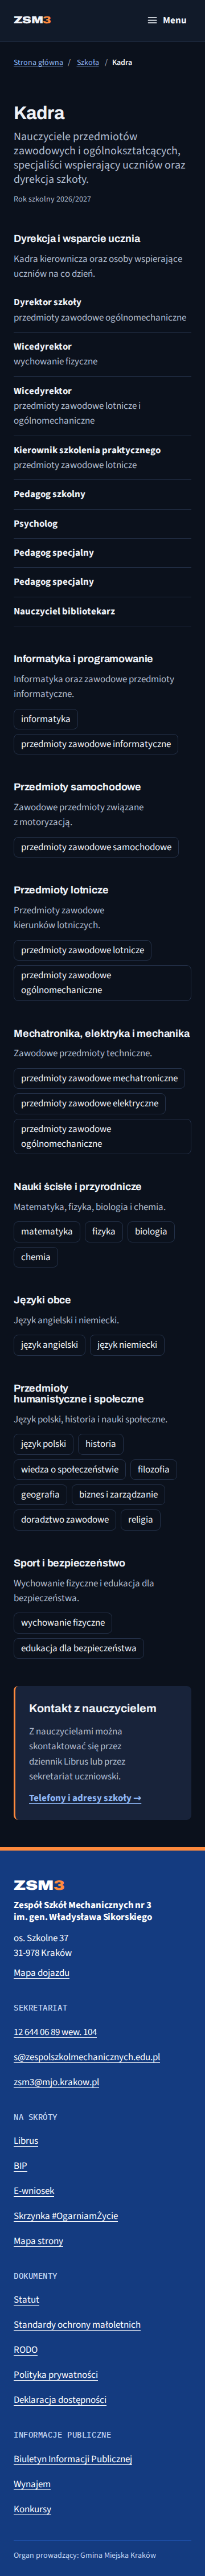 ZSM3
Menu
Strona główna / Szkoła / Kadra
Kadra
Nauczyciele przedmiotów
zawodowych i ogólnokształcących,
specjaliści wspierający uczniów oraz
dyrekcja szkoły.
Rok szkolny 2026/2027
Dyrekcja i wsparcie ucznia
Kadra kierownicza oraz osoby wspierające
uczniów na co dzień.
Dyrektor szkoły
przedmioty zawodowe ogólnomechaniczne
Wicedyrektor
wychowanie fizyczne
Wicedyrektor
przedmioty zawodowe lotnicze i
ogólnomechaniczne
Kierownik szkolenia praktycznego
przedmioty zawodowe lotnicze
Pedagog szkolny
Psycholog
Pedagog specjalny
Pedagog specjalny
Nauczyciel bibliotekarz
Informatyka i programowanie
Informatyka oraz zawodowe przedmioty
informatyczne.
informatyka
przedmioty zawodowe informatyczne
Przedmioty samochodowe
Zawodowe przedmioty związane
z motoryzacją.
przedmioty zawodowe samochodowe
Przedmioty lotnicze
Przedmioty zawodowe
kierunków lotniczych.
przedmioty zawodowe lotnicze
przedmioty zawodowe
ogólnomechaniczne
Mechatronika, elektryka i mechanika
Zawodowe przedmioty techniczne.
przedmioty zawodowe mechatroniczne
przedmioty zawodowe elektryczne
przedmioty zawodowe
ogólnomechaniczne
Nauki ścisłe i przyrodnicze
Matematyka, fizyka, biologia i chemia.
matematyka fizyka biologia
chemia
Języki obce
Język angielski i niemiecki.
język angielski język niemiecki
Przedmioty
humanistyczne i społeczne
Język polski, historia i nauki społeczne.
język polski historia
wiedza o społeczeństwie filozofia
geografia biznes i zarządzanie
doradztwo zawodowe religia
Sport i bezpieczeństwo
Wychowanie fizyczne i edukacja dla
bezpieczeństwa.
wychowanie fizyczne
edukacja dla bezpieczeństwa
Kontakt z nauczycielem
Z nauczycielami można
skontaktować się przez
dziennik Librus lub przez
sekretariat uczniowski.
Telefony i adresy szkoły →
ZSM3
Zespół Szkół Mechanicznych nr 3
im. gen. Władysława Sikorskiego
os. Szkolne 37
31-978 Kraków
Mapa dojazdu
SEKRETARIAT
12 644 06 89 wew. 104
s@zespolszkolmechanicznych.edu.pl
zsm3@mjo.krakow.pl
NA SKRÓTY
Librus
BIP
E-wniosek
Skrzynka #OgarniamŻycie
Mapa strony
DOKUMENTY
Statut
Standardy ochrony małoletnich
RODO
Polityka prywatności
Deklaracja dostępności
INFORMACJE PUBLICZNE
Biuletyn Informacji Publicznej
Wynajem
Konkursy
Organ prowadzący: Gmina Miejska Kraków